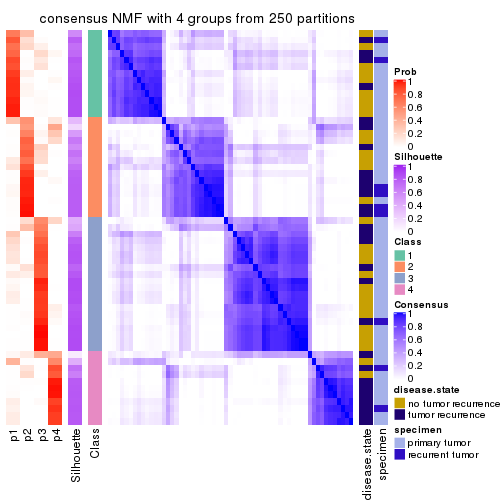 consensus NMF with 4 groups from 250 partitions
Prob
1
0.8
0.6
0.4
0.2
0
Silhouette
1
0.8
0.6
0.4
0.2
0
Class
1
2
3
4
Consensus
1
0.8
0.6
0.4
0.2
0
disease.state
no tumor recurrence
tumor recurrence
specimen
primary tumor
recurrent tumor
p1
p2
p3
p4
Silhouette
Class
disease.state
specimen